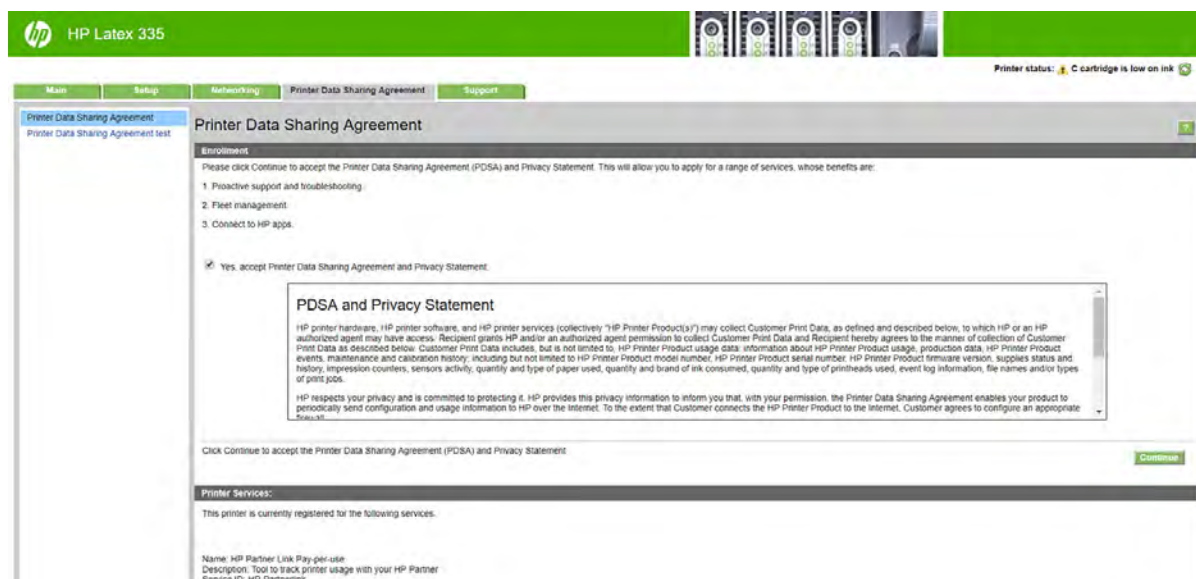 hp HP Latex 335
Printer status: C cartridge is low on ink
Main Setup Networking Printer Data Sharing Agreement Support
Printer Data Sharing Agreement
Printer Data Sharing Agreement test
Printer Data Sharing Agreement ?
Enrollment
Please click Continue to accept the Printer Data Sharing Agreement (PDSA) and Privacy Statement. This will allow you to apply for a range of services, whose benefits are:
1. Proactive support and troubleshooting.
2. Fleet management.
3. Connect to HP apps.
Yes, accept Printer Data Sharing Agreement and Privacy Statement.
PDSA and Privacy Statement
HP printer hardware, HP printer software, and HP printer services (collectively "HP Printer Product(s)") may collect Customer Print Data, as defined and described below, to which HP or an HP
authorized agent may have access. Recipient grants HP and/or an authorized agent permission to collect Customer Print Data and Recipient hereby agrees to the manner of collection of Customer
Print Data as described below. Customer Print Data includes, but is not limited to, HP Printer Product usage data: information about HP Printer Product usage, production data, HP Printer Product
events, maintenance and calibration history; including but not limited to HP Printer Product model number, HP Printer Product serial number, HP Printer Product firmware version, supplies status and
history, impression counters, sensors activity, quantity and type of paper used, quantity and brand of ink consumed, quantity and type of printheads used, event log information, file names and/or types
of print jobs.
HP respects your privacy and is committed to protecting it. HP provides this privacy information to inform you that, with your permission, the Printer Data Sharing Agreement enables your product to
periodically send configuration and usage information to HP over the Internet. To the extent that Customer connects the HP Printer Product to the Internet, Customer agrees to configure an appropriate
firewall
Click Continue to accept the Printer Data Sharing Agreement (PDSA) and Privacy Statement
Continue
Printer Services:
This printer is currently registered for the following services.
Name: HP Partner Link Pay-per-use
Description: Tool to track printer usage with your HP Partner
Service ID: HP Partnerlink